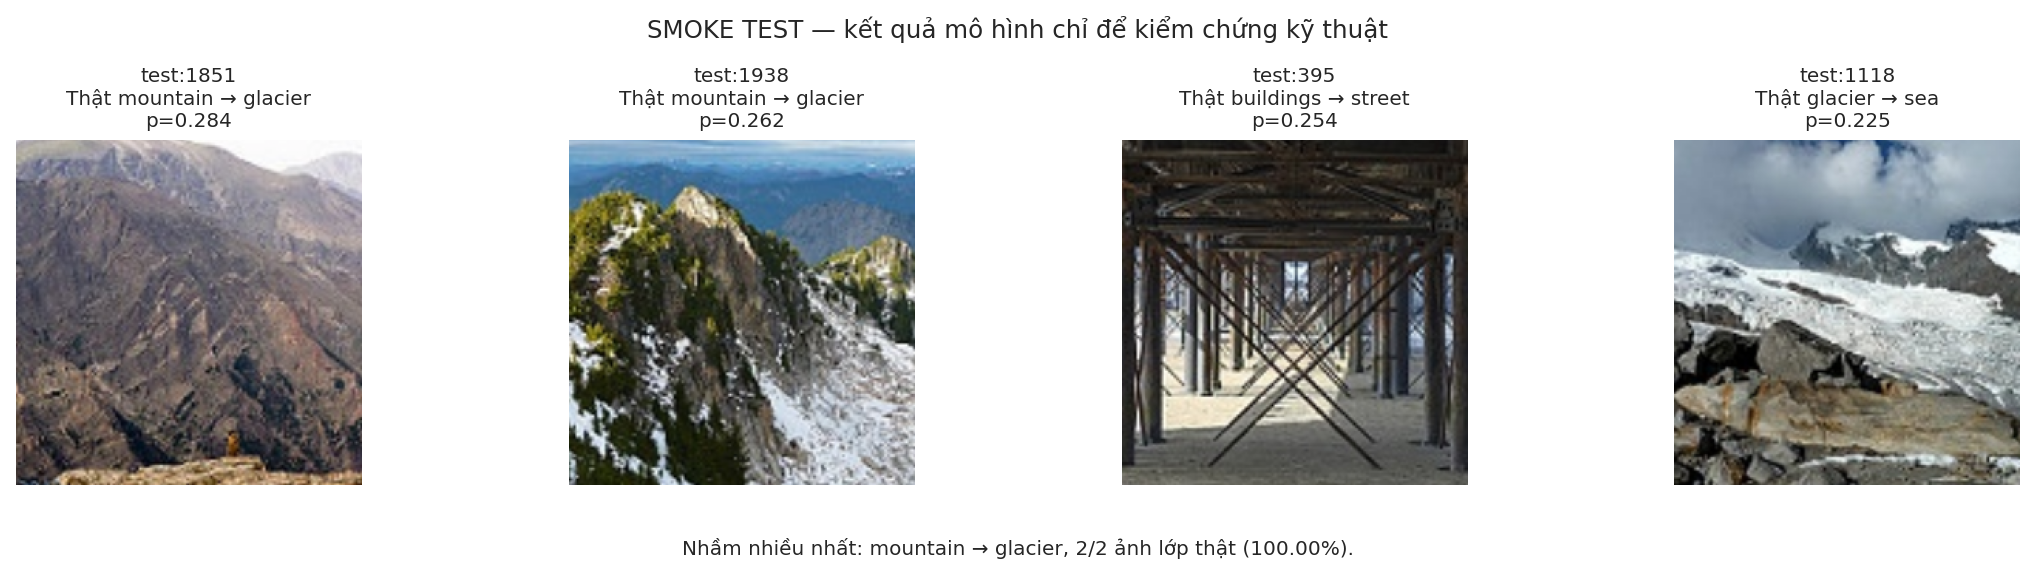 SMOKE TEST — kết quả mô hình chỉ để kiểm chứng kỹ thuật
test:1851
Thật mountain → glacier
p=0.284
test:1938
Thật mountain → glacier
p=0.262
test:395
Thật buildings → street
p=0.254
test:1118
Thật glacier → sea
p=0.225
Nhầm nhiều nhất: mountain → glacier, 2/2 ảnh lớp thật (100.00%).